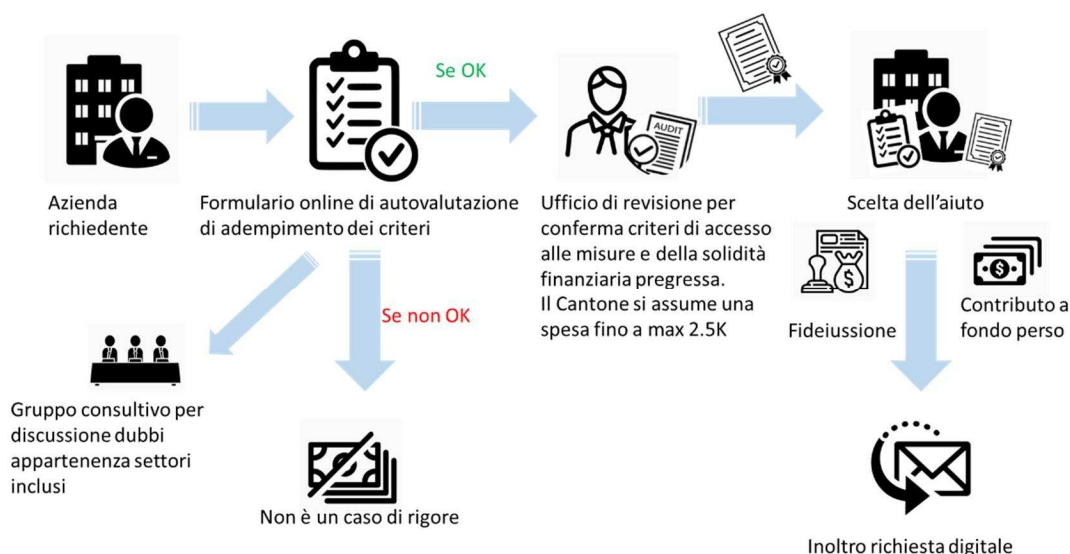 Se OK
AUDIT
Azienda
richiedente
Formulario online di autovalutazione
di adempimento dei criteri
Ufficio di revisione per
conferma criteri di accesso
alle misure e della solidità
finanziaria pregressa.
Il Cantone si assume una
spesa fino a max 2.5K
Scelta dell'aiuto
Fideiussione
Contributo a
fondo perso
Se non OK
Gruppo consultivo per
discussione dubbi
appartenenza settori
inclusi
Non è un caso di rigore
Inoltro richiesta digitale